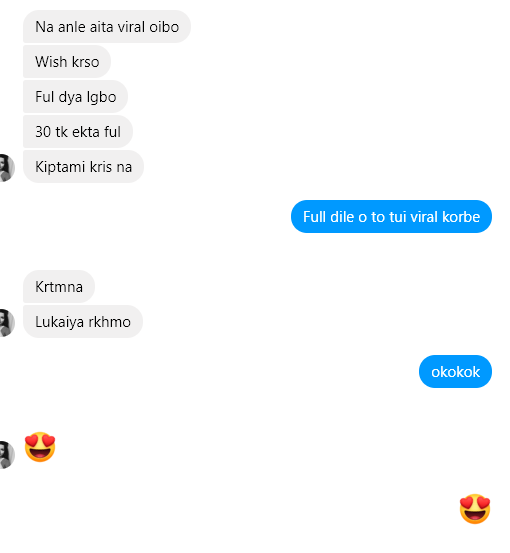 Na anle aita viral oibo
Wish krso
Ful dya lgbo
30 tk ekta ful
Kiptami kris na
Full dile o to tui viral korbe
Krtmna
Lukaiya rkhmo
okokok
😍
😍